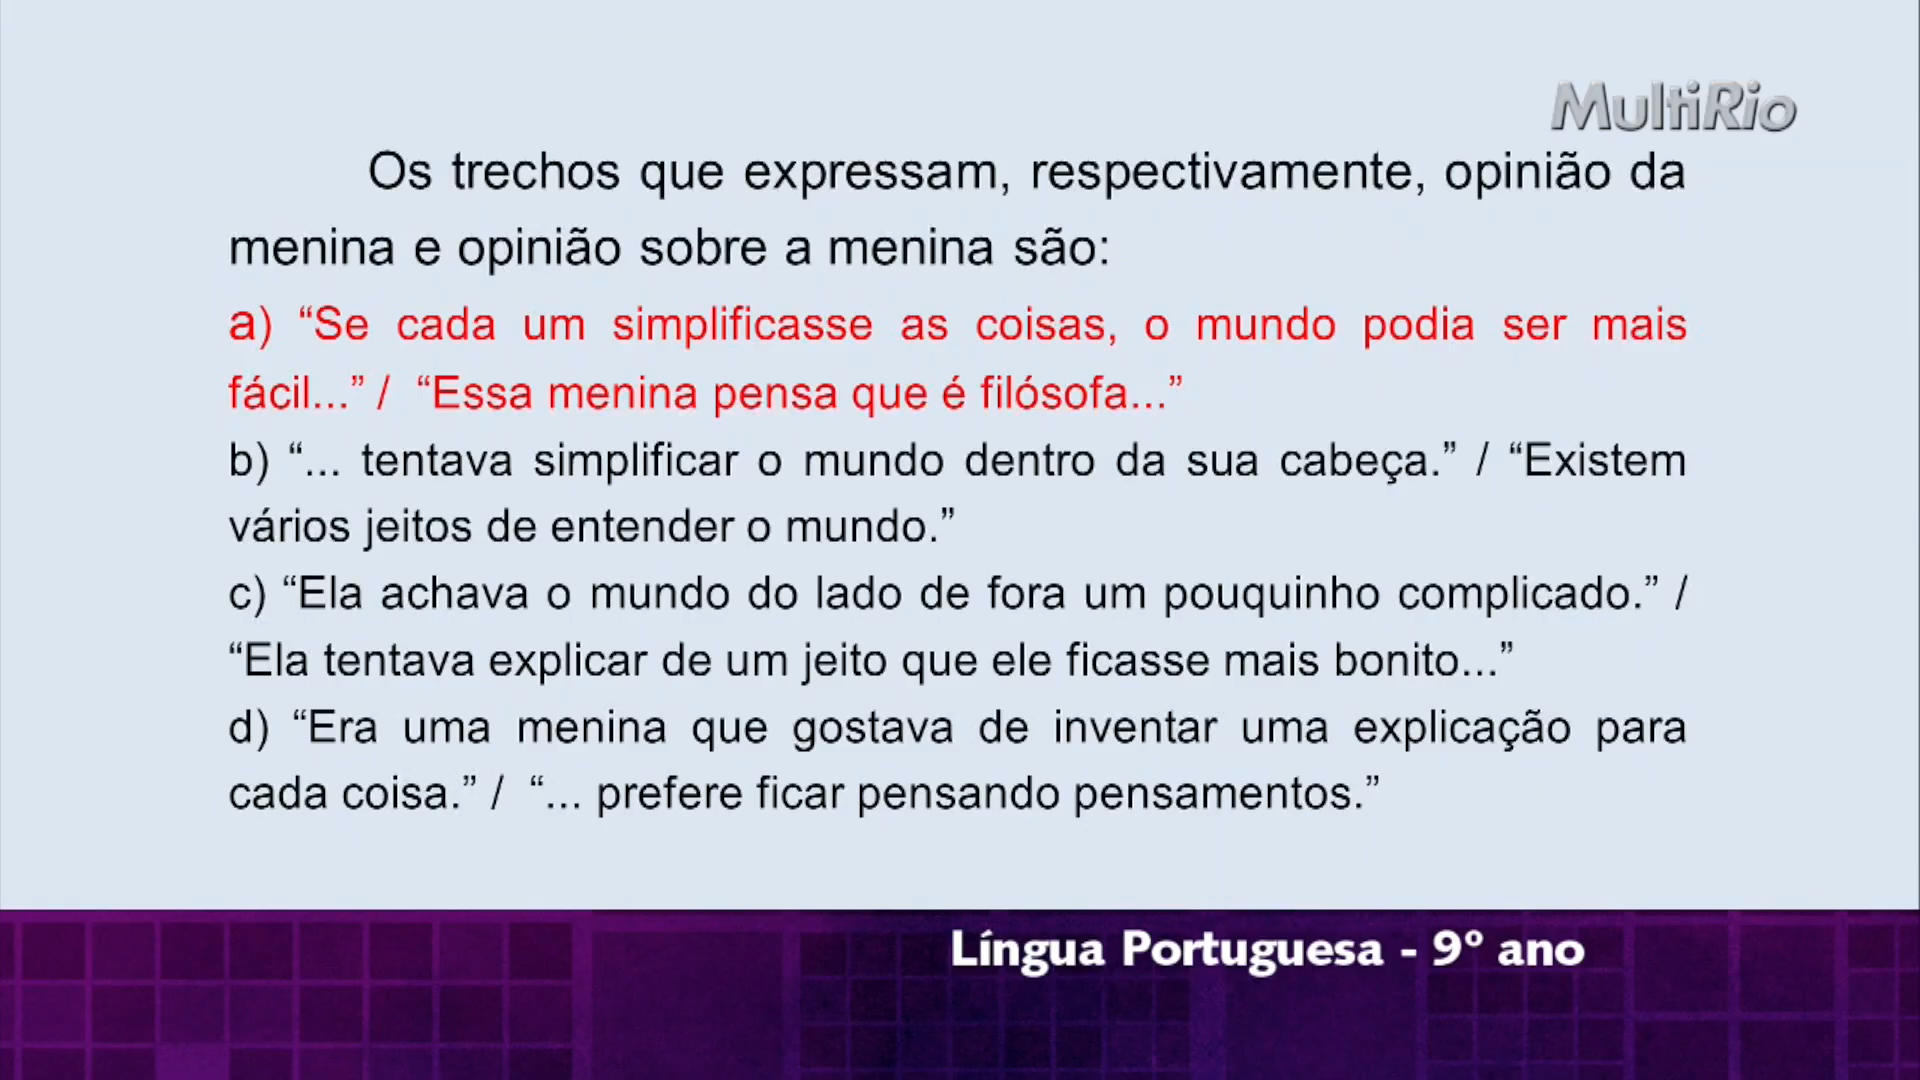 MultiRio
Os trechos que expressam, respectivamente, opinião da
menina e opinião sobre a menina são:
a) “Se cada um simplificasse as coisas, o mundo podia ser mais
fácil...” / “Essa menina pensa que é filósofa...”
b) “... tentava simplificar o mundo dentro da sua cabeça.” / “Existem
vários jeitos de entender o mundo.”
c) “Ela achava o mundo do lado de fora um pouquinho complicado.” /
“Ela tentava explicar de um jeito que ele ficasse mais bonito...”
d) “Era uma menina que gostava de inventar uma explicação para
cada coisa.” / “... prefere ficar pensando pensamentos.”
Língua Portuguesa - 9º ano